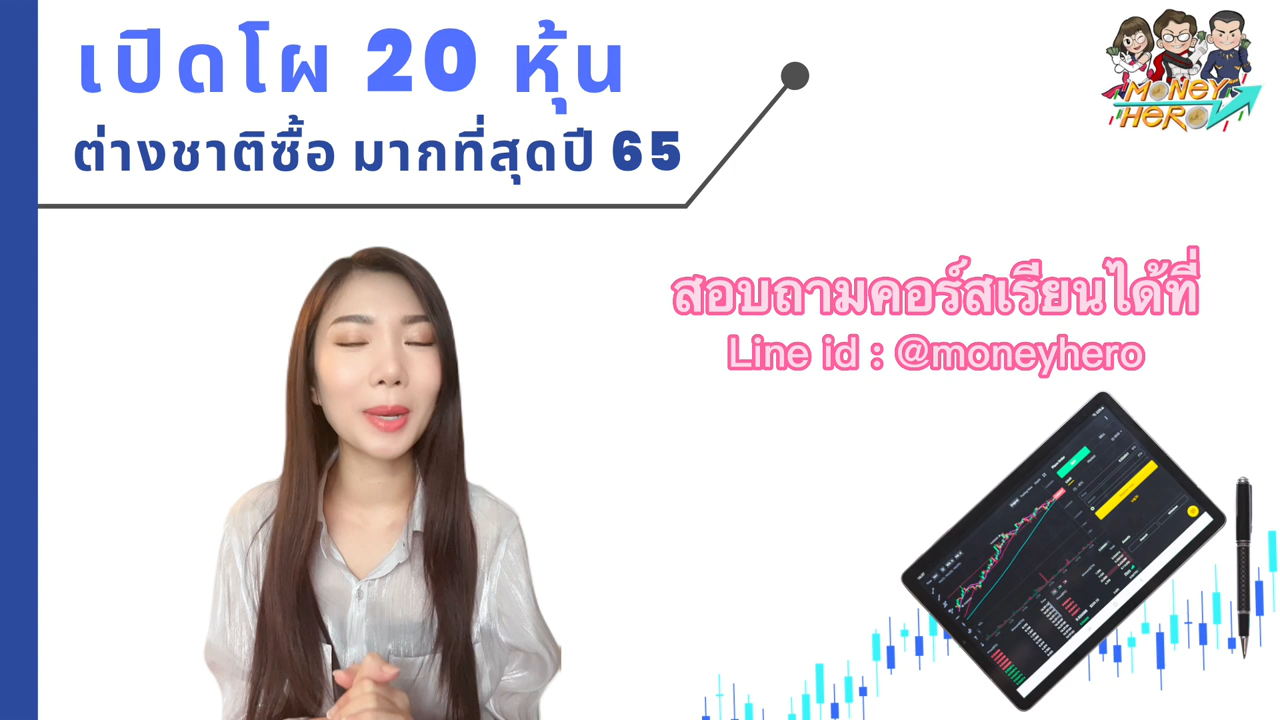 เปิดโผ 20 หุ้น
ต่างชาติซื้อ มากที่สุดปี 65
MONEY
HERO
สอบถามคอร์สเรียนได้ที่
Line id : @moneyhero